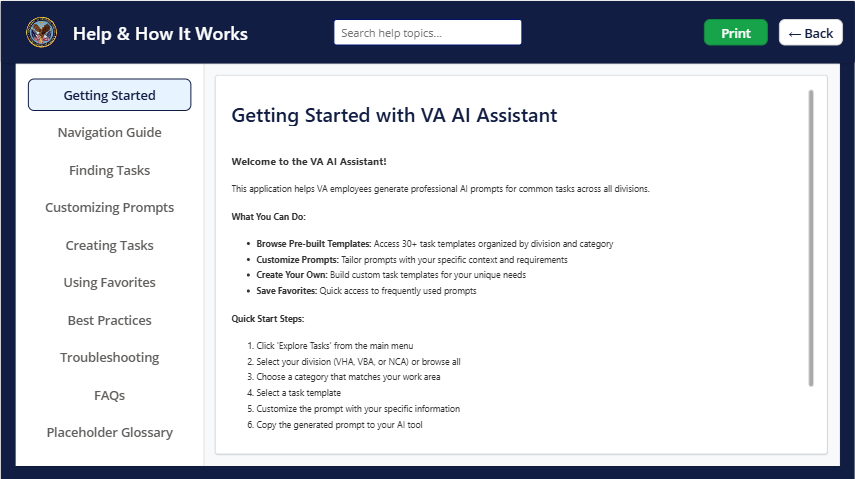 Help & How It Works
Search help topics...
Print
← Back
Getting Started
Navigation Guide
Finding Tasks
Customizing Prompts
Creating Tasks
Using Favorites
Best Practices
Troubleshooting
FAQs
Placeholder Glossary
Getting Started with VA AI Assistant
Welcome to the VA AI Assistant!
This application helps VA employees generate professional AI prompts for common tasks across all divisions.
What You Can Do:
• Browse Pre-built Templates: Access 30+ task templates organized by division and category
• Customize Prompts: Tailor prompts with your specific context and requirements
• Create Your Own: Build custom task templates for your unique needs
• Save Favorites: Quick access to frequently used prompts
Quick Start Steps:
1. Click 'Explore Tasks' from the main menu
2. Select your division (VHA, VBA, or NCA) or browse all
3. Choose a category that matches your work area
4. Select a task template
5. Customize the prompt with your specific information
6. Copy the generated prompt to your AI tool